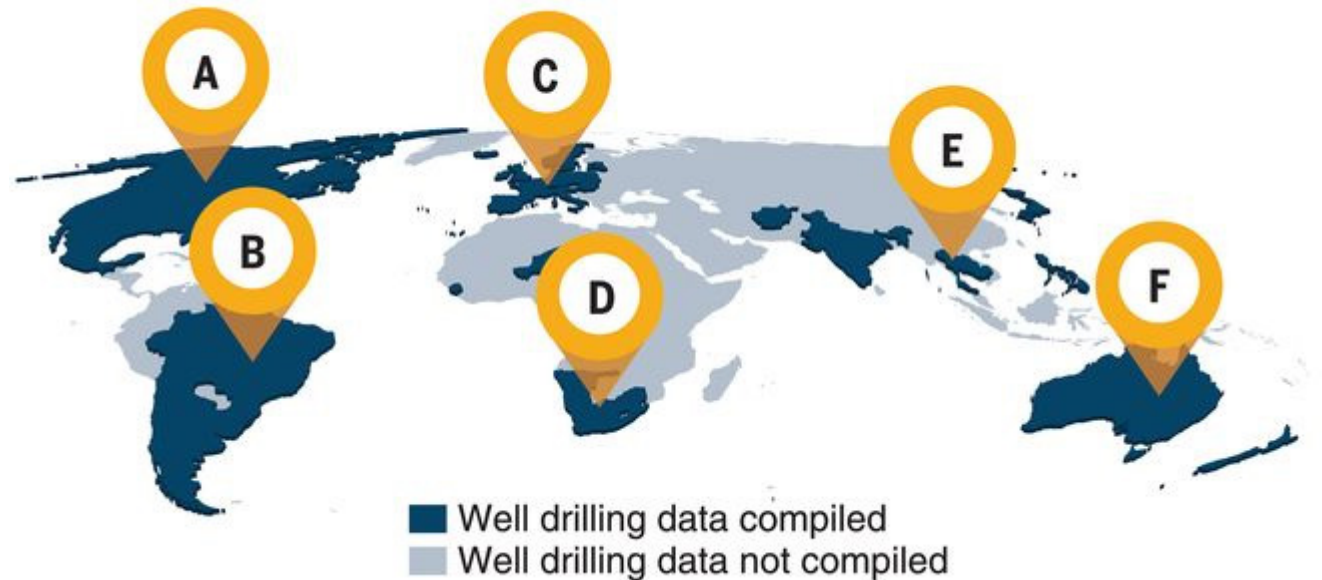 A
C
E
B
D
F
Well drilling data compiled
Well drilling data not compiled